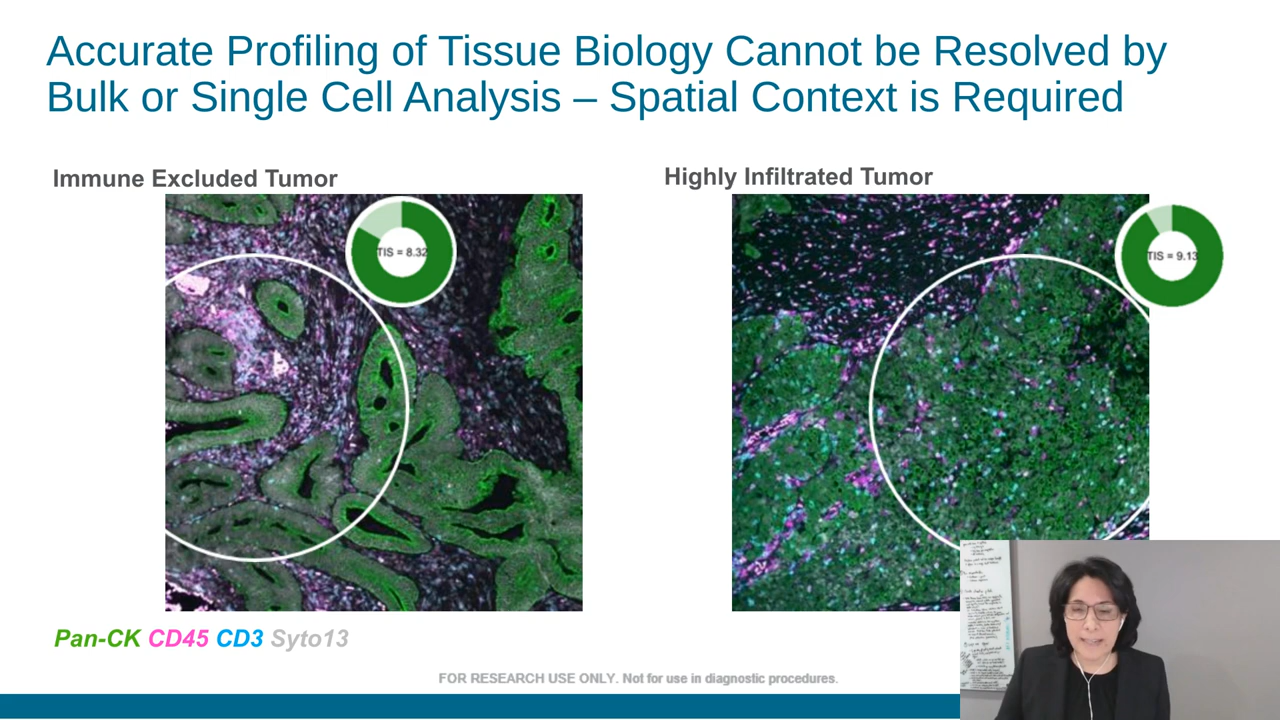 Accurate Profiling of Tissue Biology Cannot be Resolved by
Bulk or Single Cell Analysis – Spatial Context is Required
Immune Excluded Tumor
Highly Infiltrated Tumor
TIS = 8.32
TIS = 9.13
Pan-CK CD45 CD3 Syto13
FOR RESEARCH USE ONLY. Not for use in diagnostic procedures.